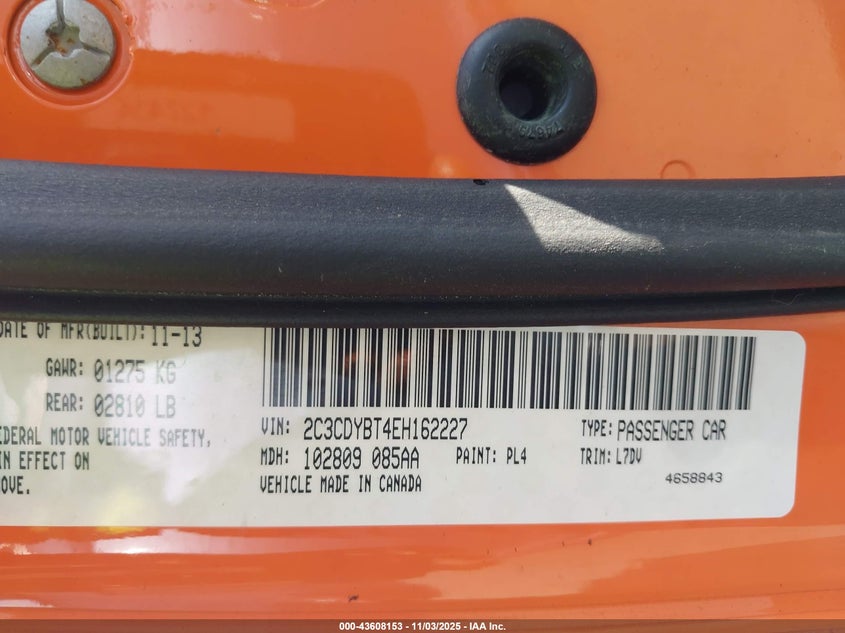 DATE OF MFR(BUILT): 11-13
GAWR: 01275 KG
REAR: 02810 LB
FEDERAL MOTOR VEHICLE SAFETY,
IN EFFECT ON
OVE.
VIN: 2C3CDYBT4EH162227
TYPE: PASSENGER CAR
MDH: 102809 085AA
PAINT: PL4
TRIM: L7DV
VEHICLE MADE IN CANADA
4658843
000-43608153 - 11/03/2025 - IAA Inc.